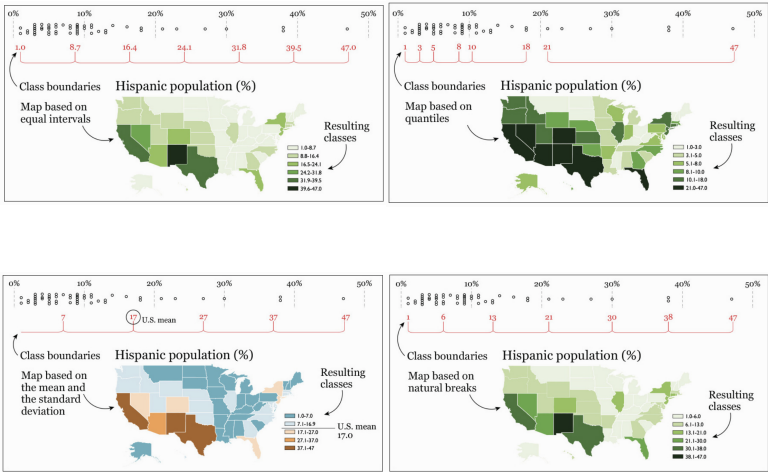 0% 10% 20% 30% 40% 50%
1.0 8.7 16.4 24.1 31.8 39.5 47.0
Class boundaries
Hispanic population (%)
Map based on
equal intervals
Resulting
classes
1.0-8.7
8.8-16.4
16.5-24.1
24.2-31.8
31.9-39.5
39.6-47.0
0% 10% 20% 30% 40% 50%
1 3 5 8 10 18 21 47
Class boundaries
Hispanic population (%)
Map based on
quantiles
Resulting
classes
1.0-3.0
3.1-5.0
5.1-8.0
8.1-10.0
10.1-18.0
21.0-47.0
0% 10% 20% 30% 40% 50%
7 17 U.S. mean 27 37 47
Class boundaries
Hispanic population (%)
Map based on
the mean and
the standard
deviation
Resulting
classes
1.0-7.0
7.1-16.9
17.1-27.0
27.1-37.0
37.1-47
U.S. mean
17.0
0% 10% 20% 30% 40% 50%
1 6 13 21 30 38 47
Class boundaries
Hispanic population (%)
Map based on
natural breaks
Resulting
classes
1.0-6.0
6.1-13.0
13.1-21.0
21.1-30.0
30.1-38.0
38.1-47.0